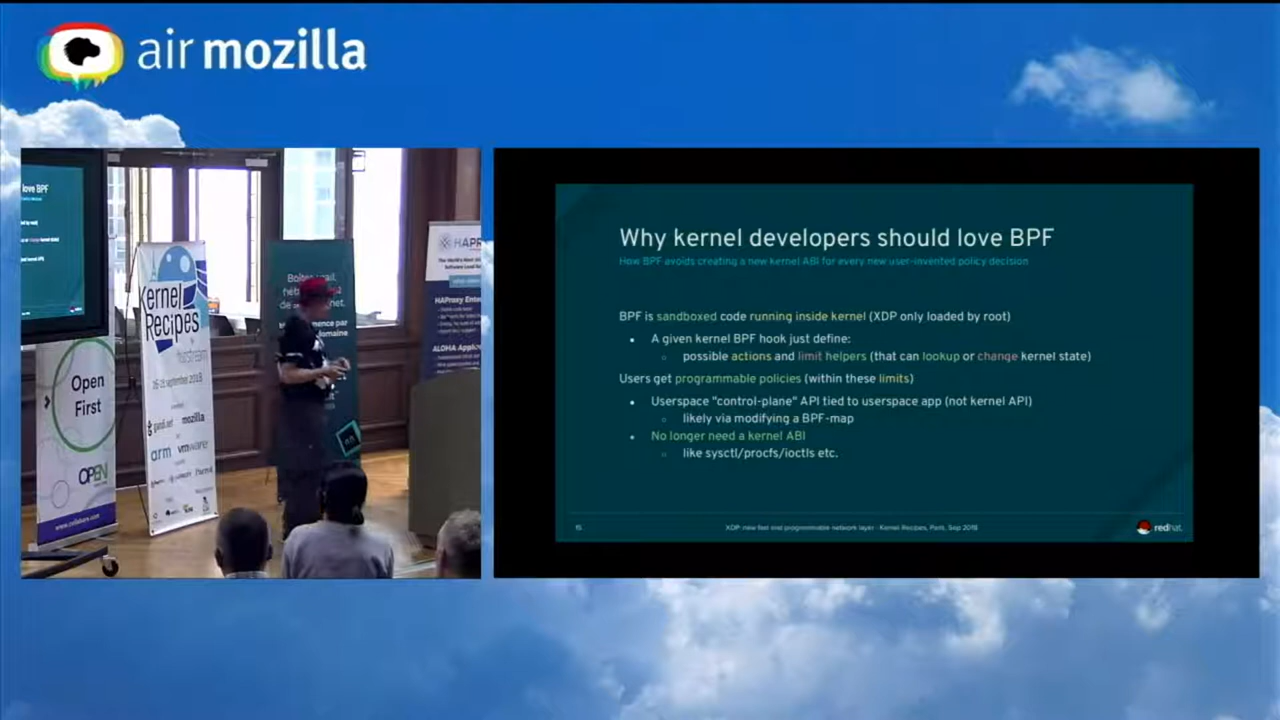 air mozilla
love BPF
Kernel
Recipes
Open
First
OPEN
mozilla
arm
vmware
HAProxy Enter
Why kernel developers should love BPF
How BPF avoids creating a new kernel ABI for every new user-invented policy decision
BPF is sandboxed code running inside kernel (XDP only loaded by root)
• A given kernel BPF hook just define:
possible actions and limit helpers (that can lookup or change kernel state)
Users get programmable policies (within these limits)
• Userspace "control-plane" API tied to userspace app (not kernel API)
likely via modifying a BPF-map
• No longer need a kernel ABI
like sysctl/procfs/ioctls etc.
15
XDP: new fast and programmable network layer - Kernel Recipes, Paris, Sep 2018
redhat.